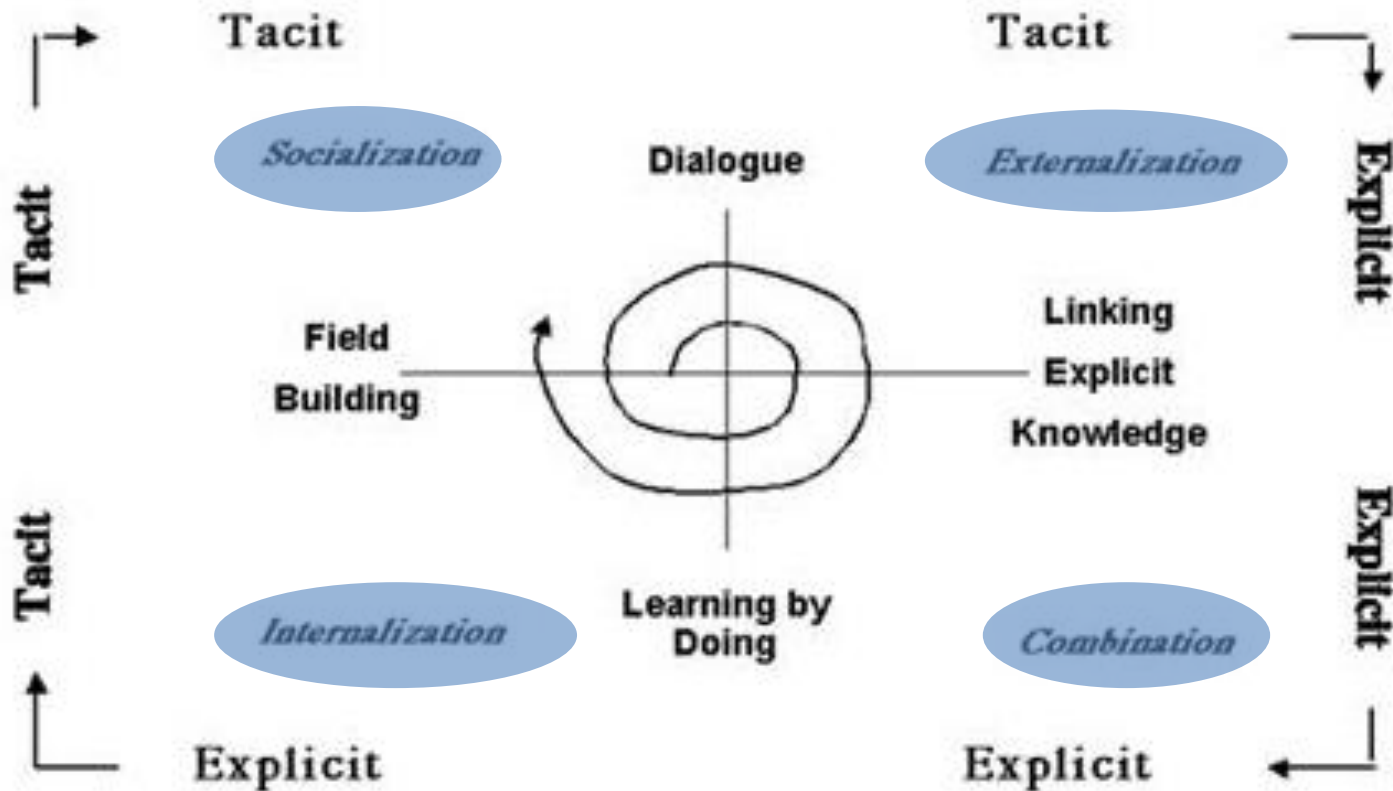 Tacit
Tacit
Socialization
Dialogue
Externalization
Tacit
Explicit
Field
Building
Linking
Explicit
Knowledge
Tacit
Explicit
Internalization
Learning by
Doing
Combination
Explicit
Explicit